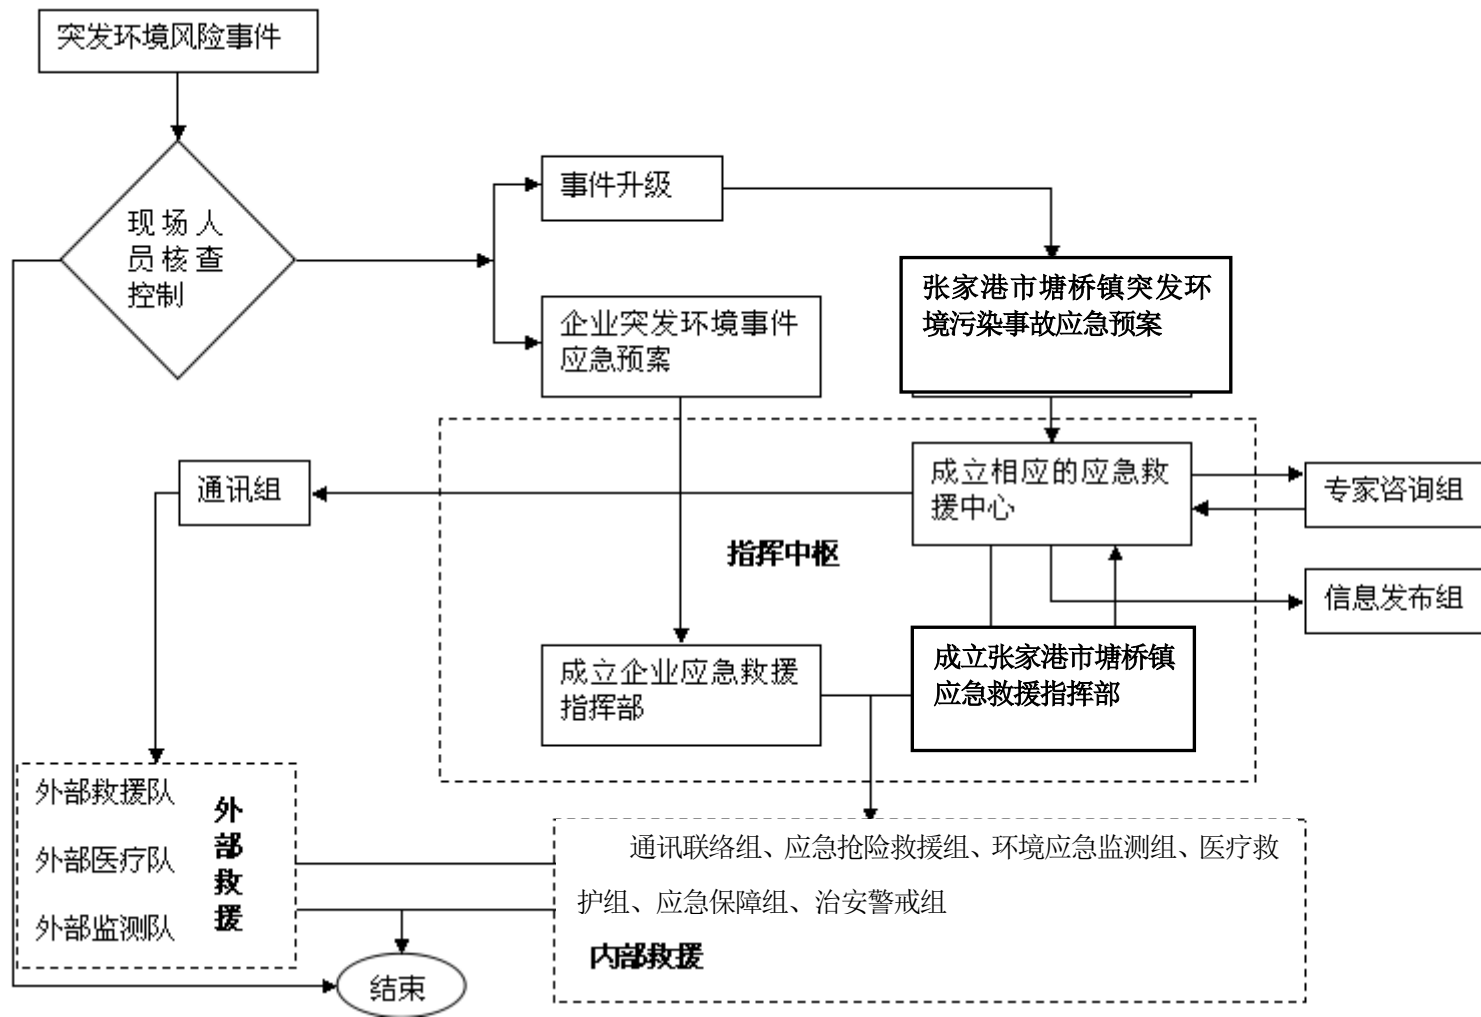 突发环境风险事件
现场人
员核查
控制
事件升级
企业突发环境事件
应急预案
张家港市塘桥镇突发环
境污染事故应急预案
通讯组
成立相应的应急救
援中心
专家咨询组
指挥中枢
信息发布组
成立企业应急救援
指挥部
成立张家港市塘桥镇
应急救援指挥部
外部救援队
外部医疗队
外部监测队
外
部
救
援
通讯联络组、应急抢险救援组、环境应急监测组、医疗救
护组、应急保障组、治安警戒组
内部救援
结束